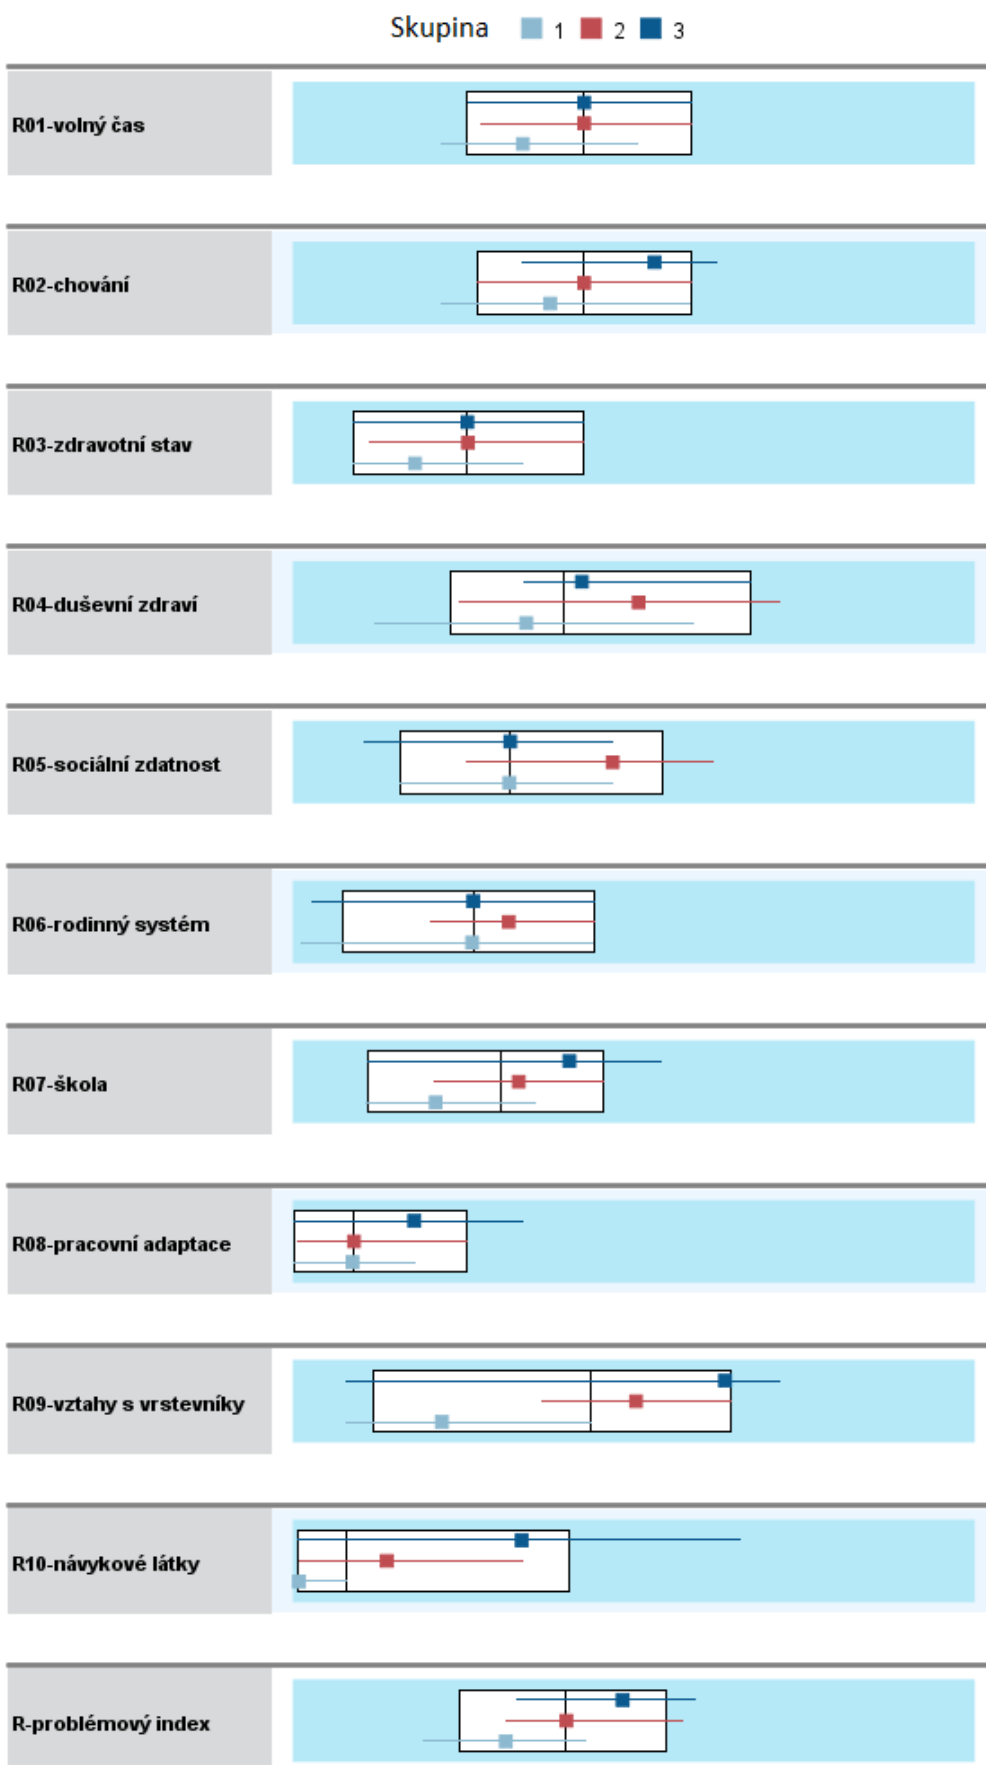 Skupina 1 2 3
R01-volný čas
R02-chování
R03-zdravotní stav
R04-duševní zdraví
R05-sociální zdatnost
R06-rodinný systém
R07-škola
R08-pracovní adaptace
R09-vztahy s vrstevníky
R10-návykové látky
R-problémový index